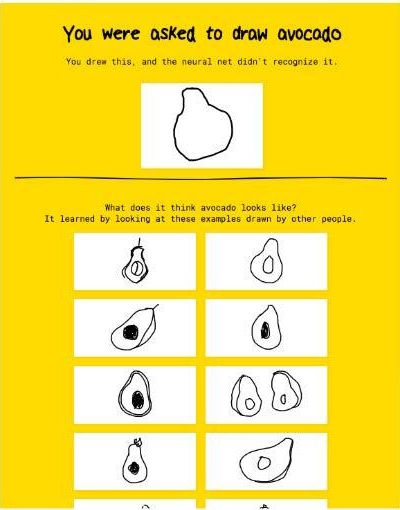 You were asked to draw avocado
You drew this, and the neural net didn't recognize it.
What does it think avocado looks like?
It learned by looking at these examples drawn by other people.